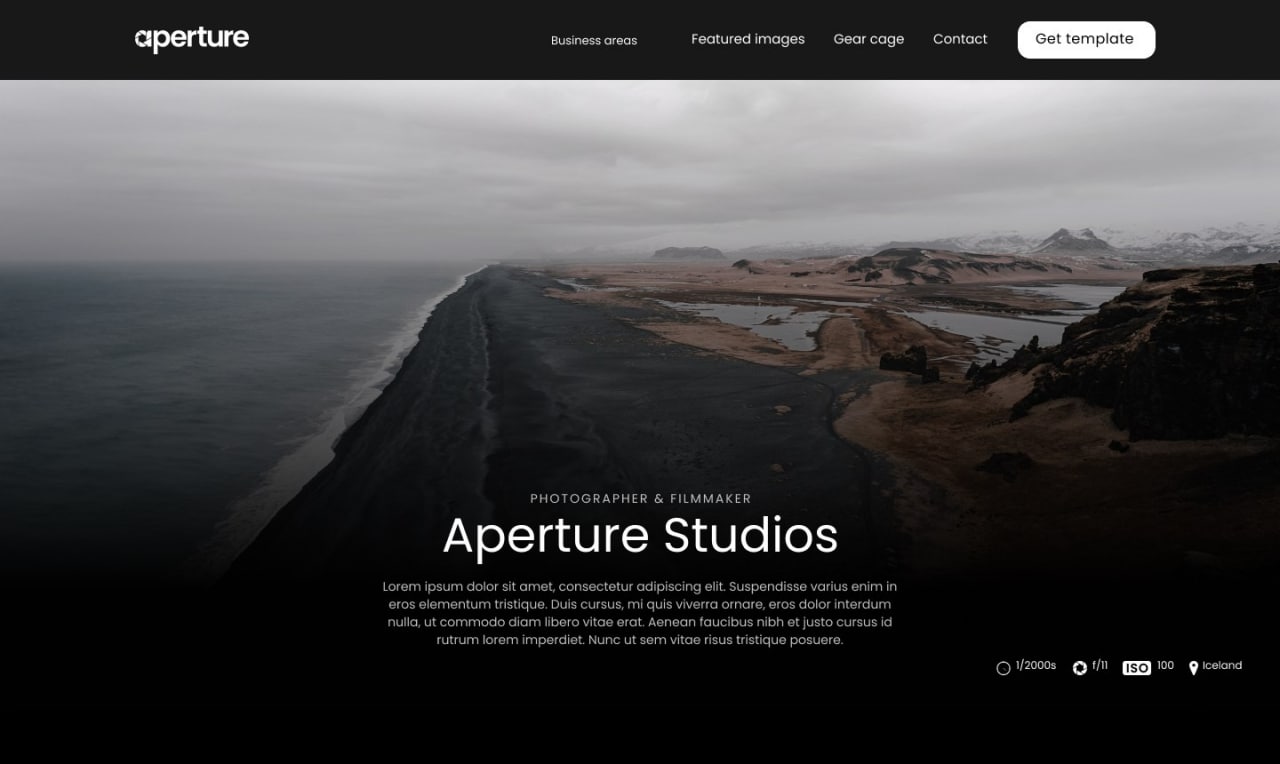 aperture
Business areas
Featured images
Gear cage
Contact
Get template
PHOTOGRAPHER & FILMMAKER
Aperture Studios
Lorem ipsum dolor sit amet, consectetur adipiscing elit. Suspendisse varius enim in
eros elementum tristique. Duis cursus, mi quis viverra ornare, eros dolor interdum
nulla, ut commodo diam libero vitae erat. Aenean faucibus nibh et justo cursus id
rutrum lorem imperdiet. Nunc ut sem vitae risus tristique posuere.
1/2000s
f/11
ISO 100
Iceland